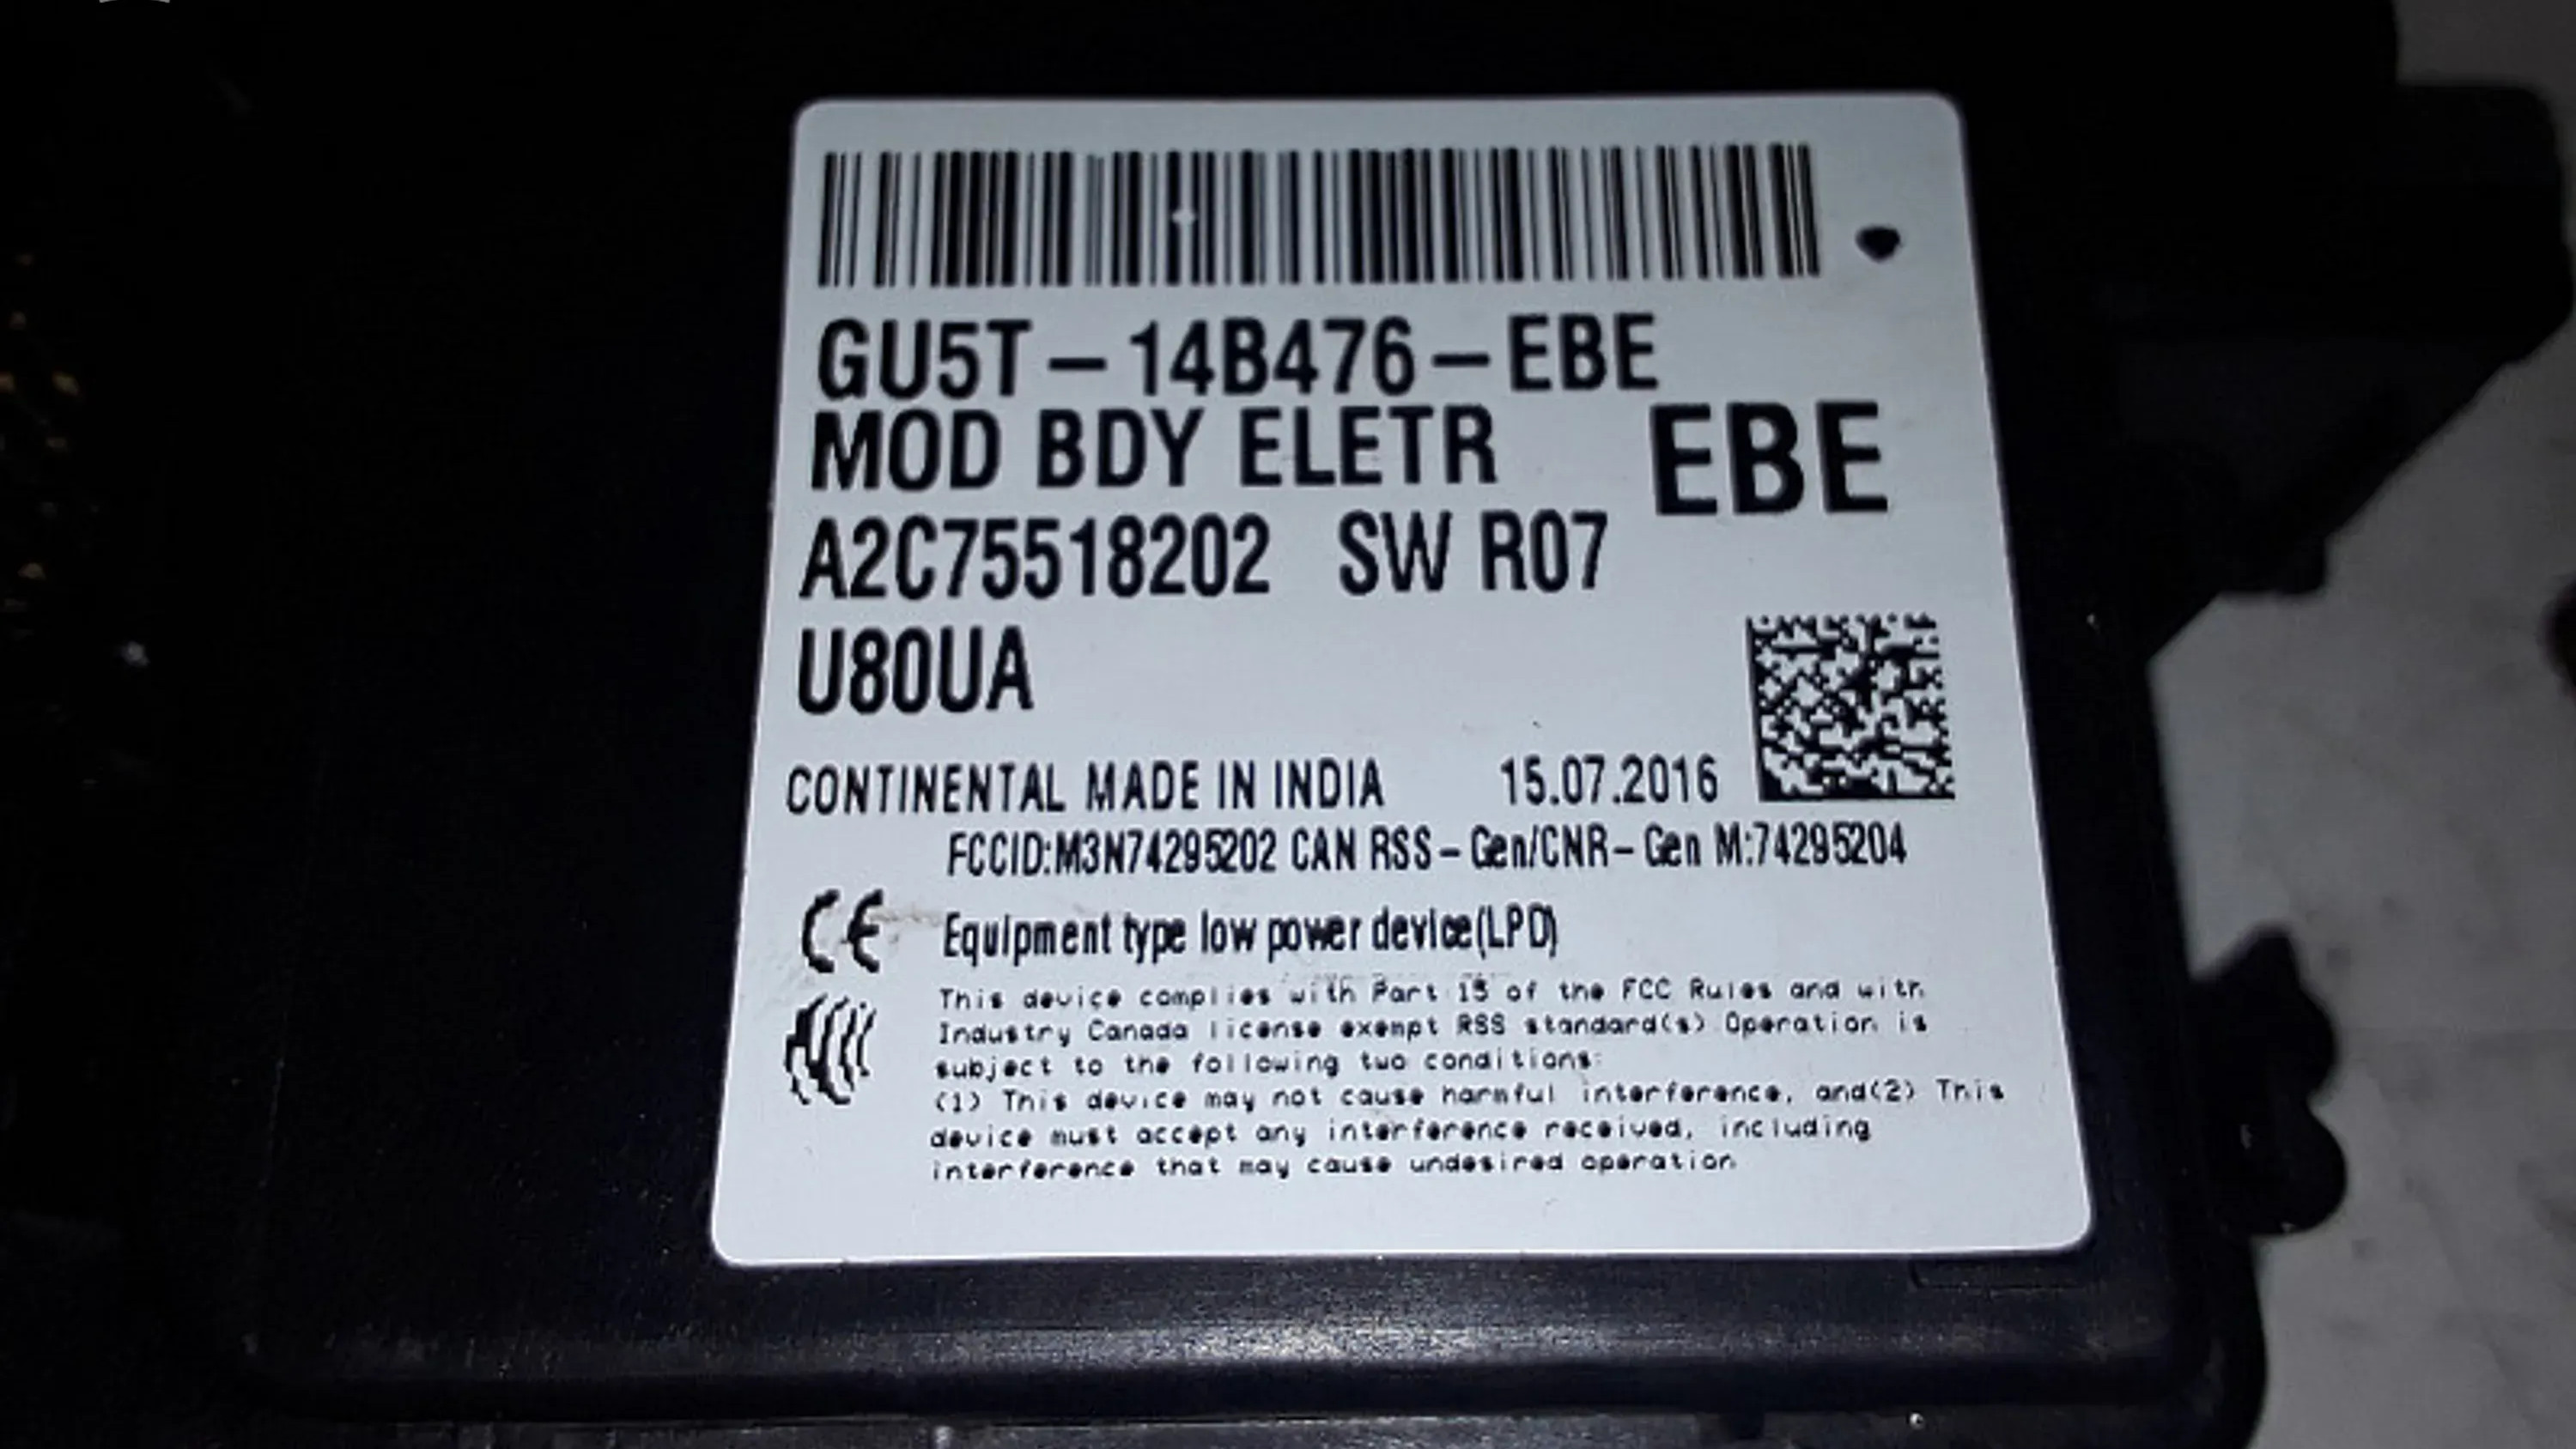 GU5T-14B476-EBE
MOD BDY ELETR EBE
A2C75518202 SW R07
U80UA
CONTINENTAL MADE IN INDIA 15.07.2016
FCCID:M3N74295202 CAN RSS-Gen/CNR-Gen M:74295204
CE Equipment type low power device(LPD)
This device complies with Part 15 of the FCC Rules and with
Industry Canada license exempt RSS standard(s) Operation is
subject to the following two conditions:
(1) This device may not cause harmful interference, and(2) This
device must accept any interference received, including
interference that may cause undesired operation